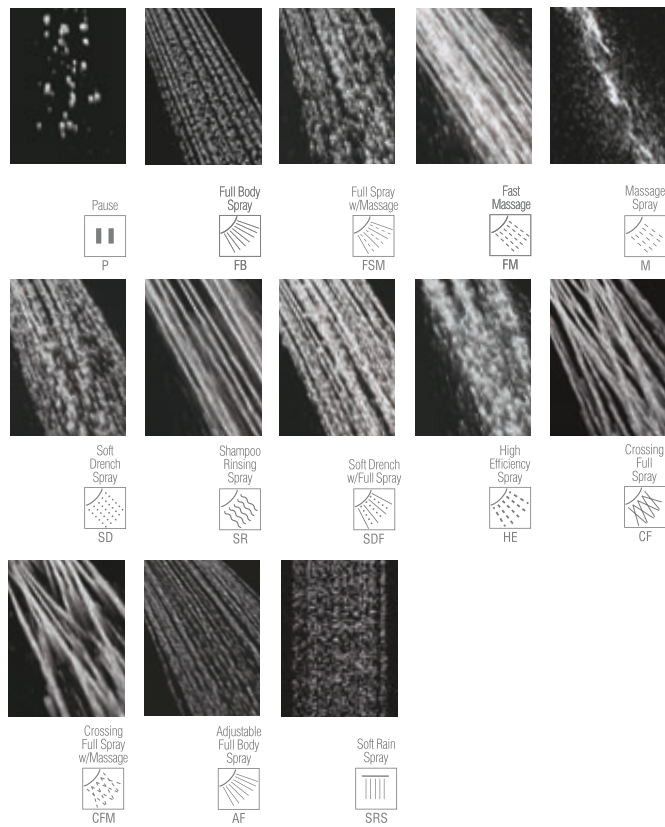 Pause
P
Full Body
Spray
FB
Full Spray
w/Massage
FSM
Fast
Massage
FM
Massage
Spray
M
Soft
Drench
Spray
SD
Shampoo
Rinsing
Spray
SR
Soft Drench
w/Full Spray
SDF
High
Efficiency
Spray
HE
Crossing
Full
Spray
CF
Crossing
Full Spray
w/Massage
CFM
Adjustable
Full Body
Spray
AF
Soft Rain
Spray
SRS